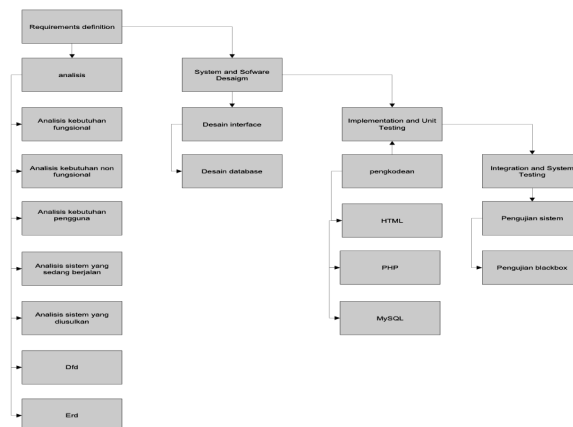 Requirements definition
analisis
Analisis kebutuhan
fungsional
Analisis kebutuhan non
fungsional
Analisis kebutuhan
pengguna
Analisis sistem yang
sedang berjalan
Analisis sistem yang
diusulkan
Dfd
Erd
System and Sofware
Desaigm
Desain interface
Desain database
Implementation and Unit
Testing
pengkodean
HTML
PHP
MySQL
Integration and System
Testing
Pengujian sistem
Pengujian blackbox